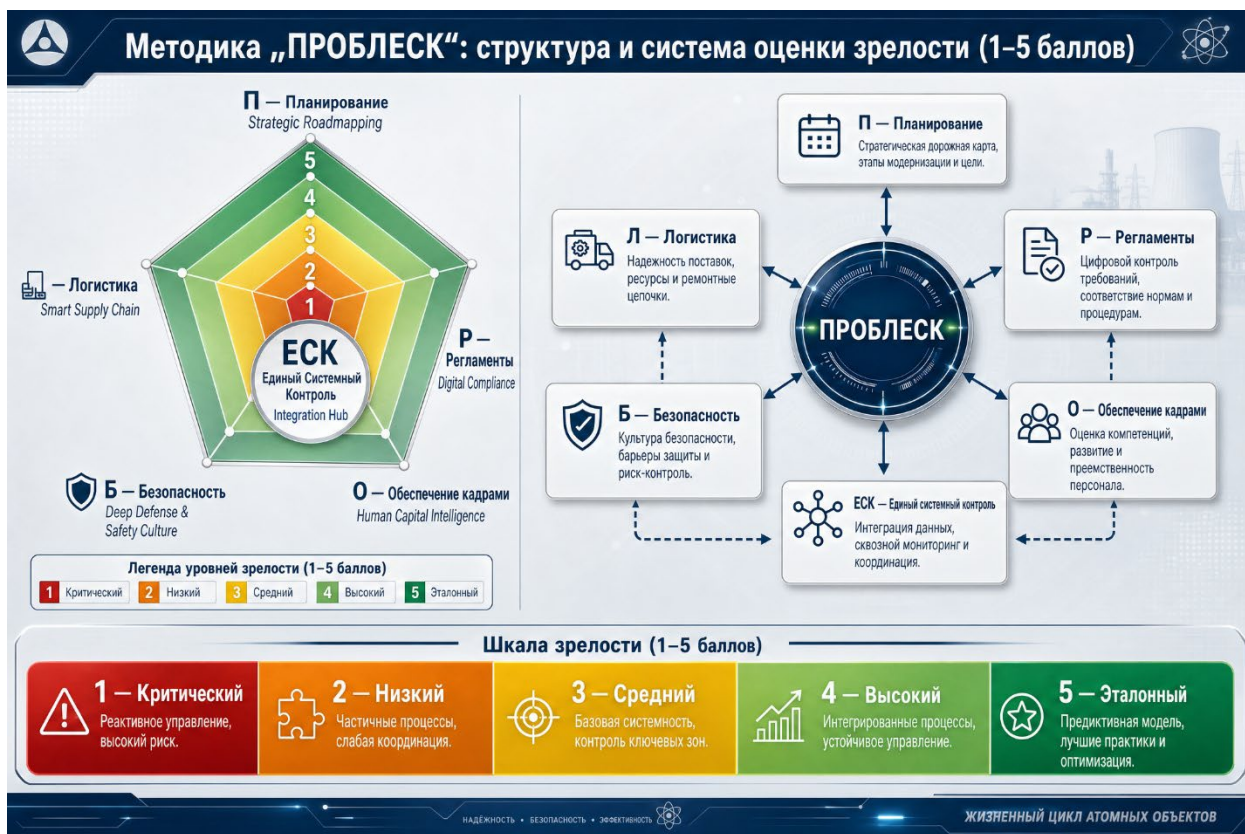 Методика „ПРОБЛЕСК“: структура и система оценки зрелости (1–5 баллов)
П — Планирование
Strategic Roadmapping
5
4
3
2
1
Л — Логистика
Smart Supply Chain
Р —
Регламенты
Digital Compliance
ЕСК
Единый Системный
Контроль
Integration Hub
Б — Безопасность
Deep Defense &
Safety Culture
О — Обеспечение кадрами
Human Capital Intelligence
Легенда уровней зрелости (1–5 баллов)
1 Критический 2 Низкий 3 Средний 4 Высокий 5 Эталонный
П — Планирование
Стратегическая дорожная карта,
этапы модернизации и цели.
Л — Логистика
Надежность поставок,
ресурсы и ремонтные
цепочки.
Р — Регламенты
Цифровой контроль
требований,
соответствие нормам и
процедурам.
ПРОБЛЕСК
Б — Безопасность
Культура безопасности,
барьеры защиты и
риск-контроль.
О — Обеспечение кадрами
Оценка компетенций,
развитие и
преемственность
персонала.
ЕСК — Единый системный контроль
Интеграция данных,
сквозной мониторинг и
координация.
Шкала зрелости (1–5 баллов)
1 — Критический
Реактивное управление,
высокий риск.
2 — Низкий
Частичные процессы,
слабая координация.
3 — Средний
Базовая системность,
контроль ключевых зон.
4 — Высокий
Интегрированные процессы,
устойчивое управление.
5 — Эталонный
Предиктивная модель,
лучшие практики и
оптимизация.
НАДЁЖНОСТЬ • БЕЗОПАСНОСТЬ • ЭФФЕКТИВНОСТЬ
ЖИЗНЕННЫЙ ЦИКЛ АТОМНЫХ ОБЪЕКТОВ